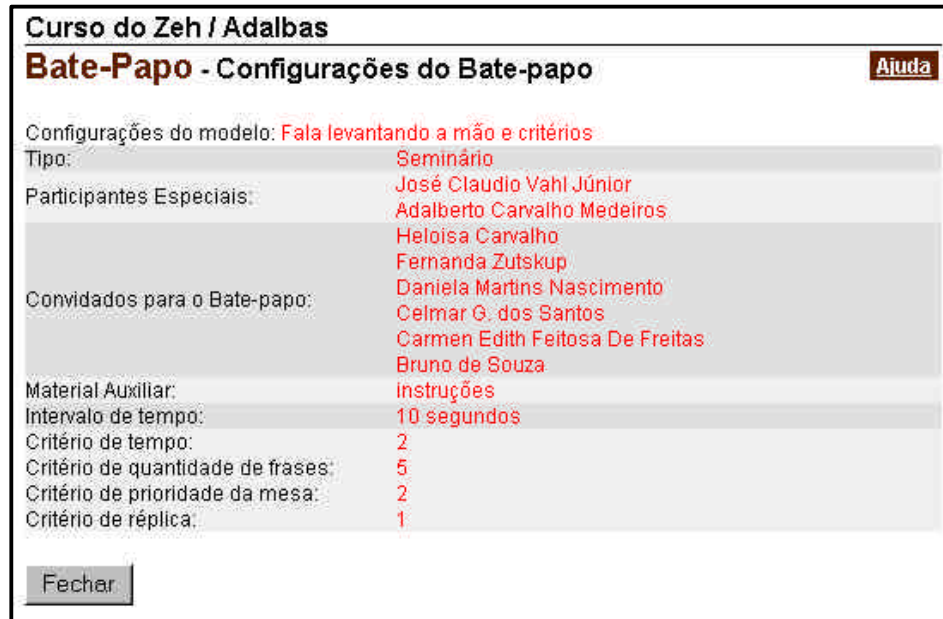 Curso do Zeh / Adalbas
Bate-Papo - Configurações do Bate-papo
Ajuda
Configurações do modelo: Fala levantando a mão e critérios
Tipo: Seminário
Participantes Especiais:
José Claudio Vahl Júnior
Adalberto Carvalho Medeiros
Convidados para o Bate-papo:
Heloisa Carvalho
Fernanda Zutskup
Daniela Martins Nascimento
Celmar G. dos Santos
Carmen Edith Feitosa De Freitas
Bruno de Souza
Material Auxiliar: instruções
Intervalo de tempo: 10 segundos
Critério de tempo: 2
Critério de quantidade de frases: 5
Critério de prioridade da mesa: 2
Critério de réplica: 1
Fechar